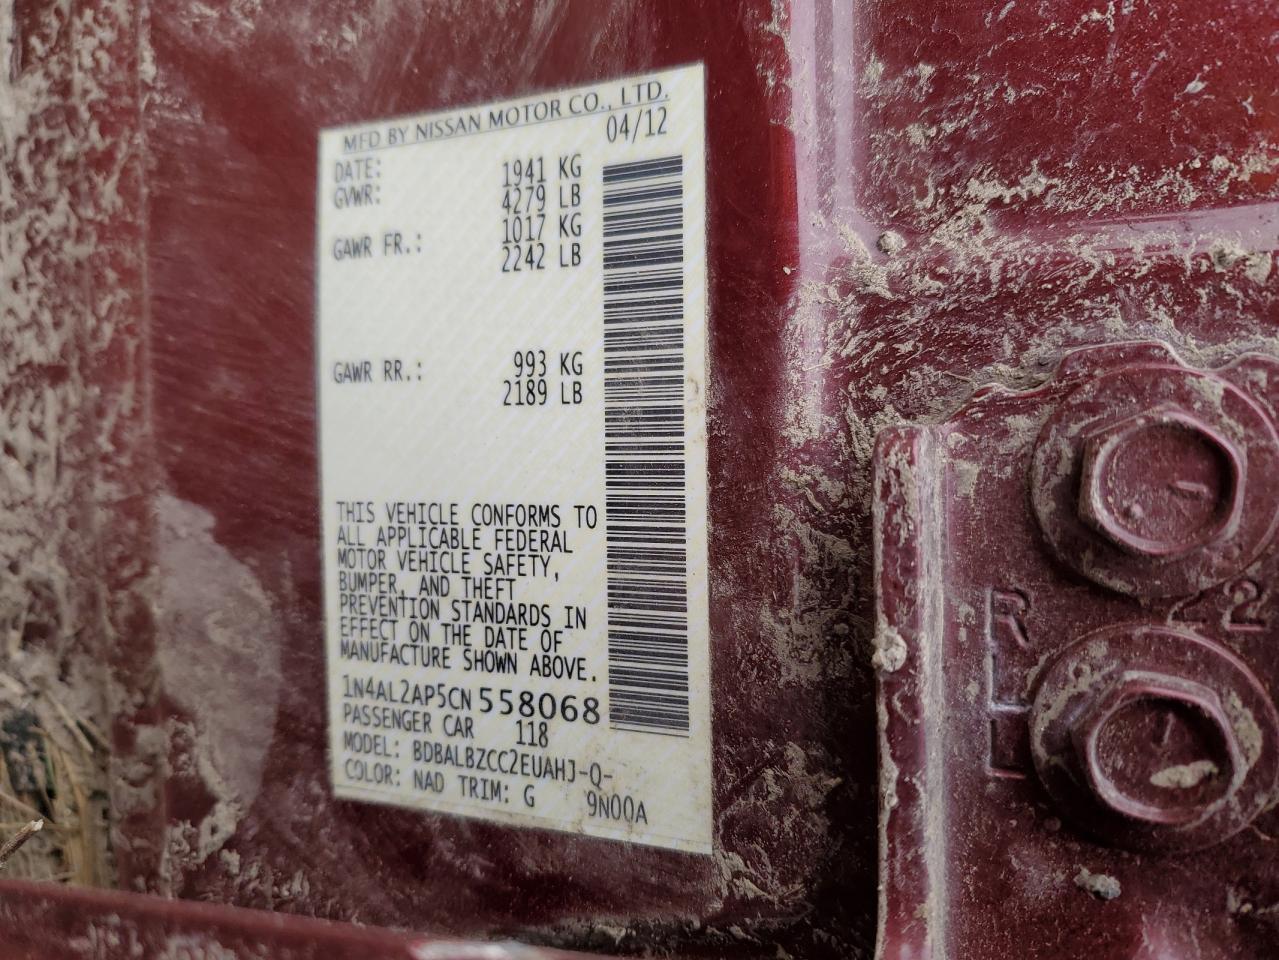 MFD BY NISSAN MOTOR CO., LTD.
DATE: 04/12
GVWR: 1941 KG
4279 LB
GAWR FR.: 1017 KG
2242 LB
GAWR RR.: 993 KG
2189 LB
THIS VEHICLE CONFORMS TO
ALL APPLICABLE FEDERAL
MOTOR VEHICLE SAFETY,
BUMPER, AND THEFT
PREVENTION STANDARDS IN
EFFECT ON THE DATE OF
MANUFACTURE SHOWN ABOVE.
1N4AL2AP5CN558068
PASSENGER CAR 118
MODEL: BDBALBZCC2EUAHJ-Q-
COLOR: NAD TRIM: G 9N00A
22